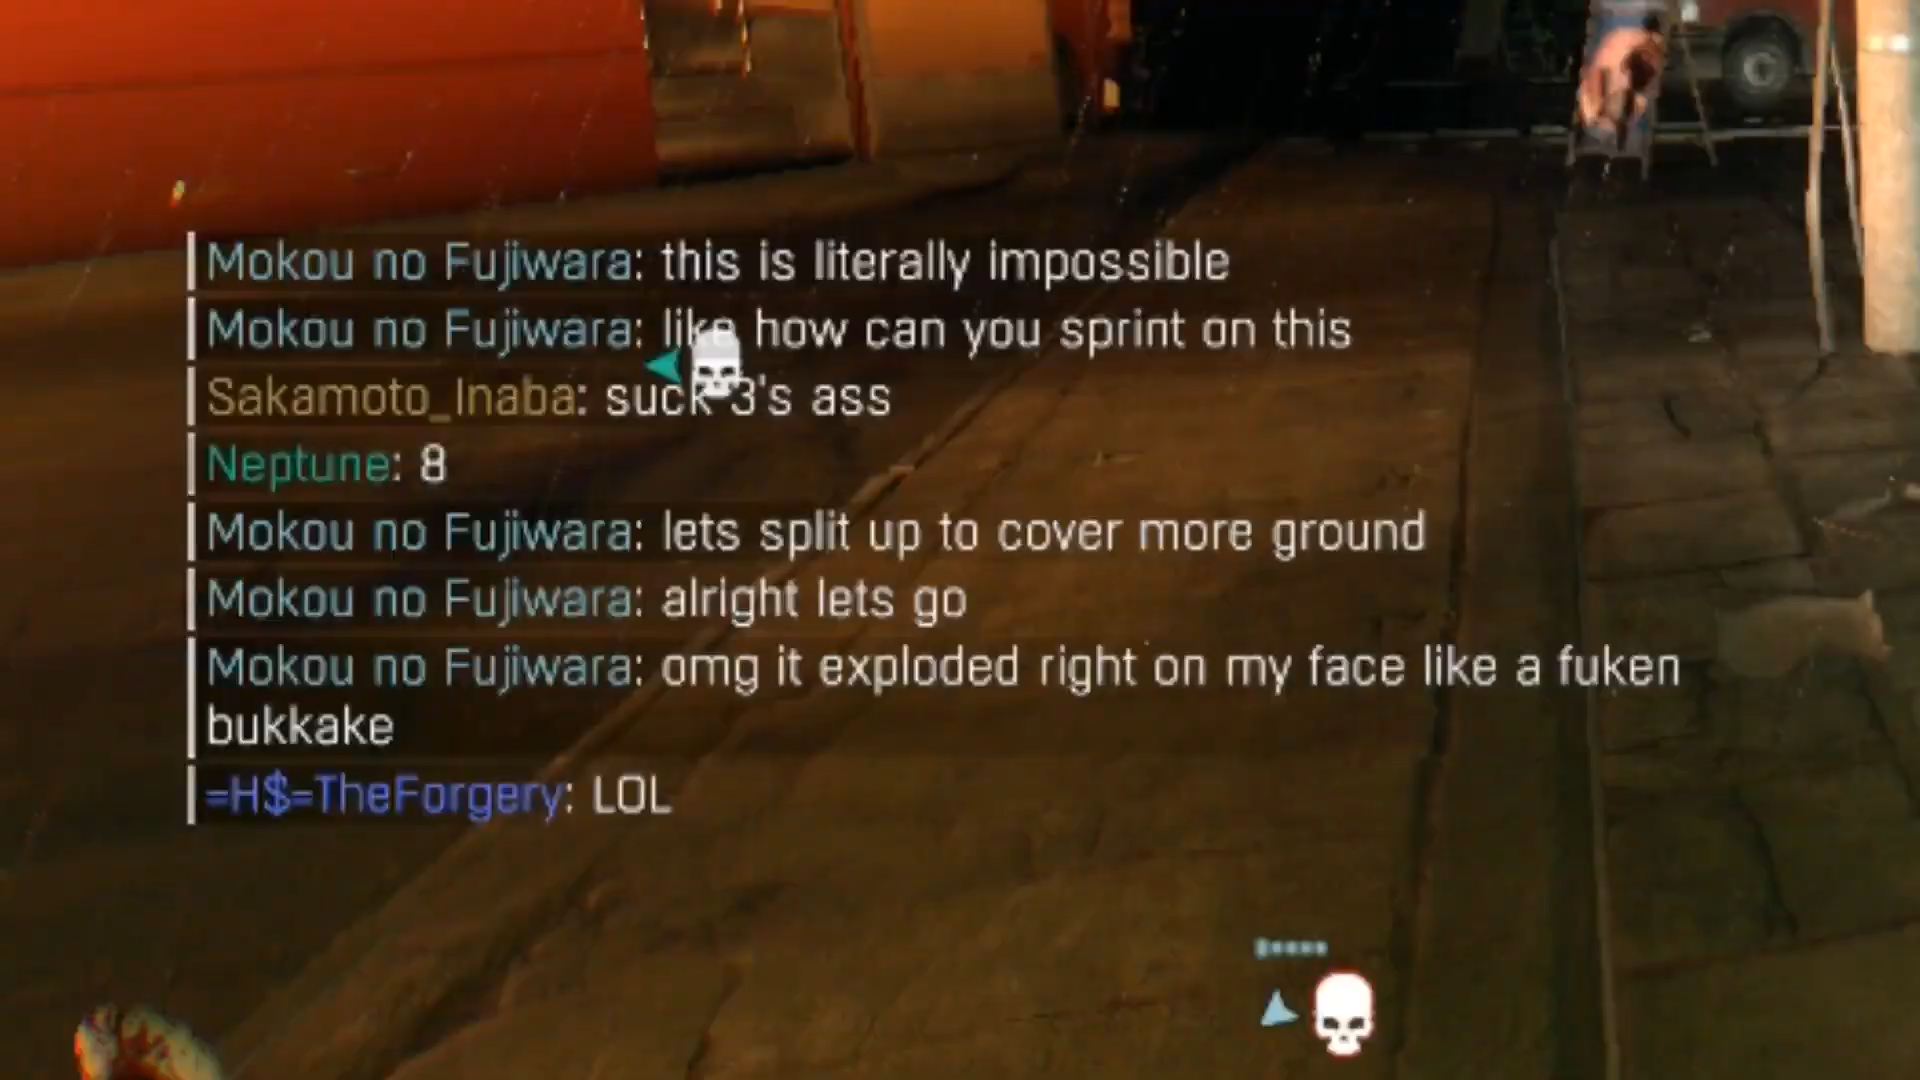 Mokou no Fujiwara: this is literally impossible
Mokou no Fujiwara: like how can you sprint on this
Sakamoto_Inaba: suck 3's ass
Neptune: 8
Mokou no Fujiwara: lets split up to cover more ground
Mokou no Fujiwara: alright lets go
Mokou no Fujiwara: omg it exploded right on my face like a fuken
bukkake
=H$=TheForgery: LOL